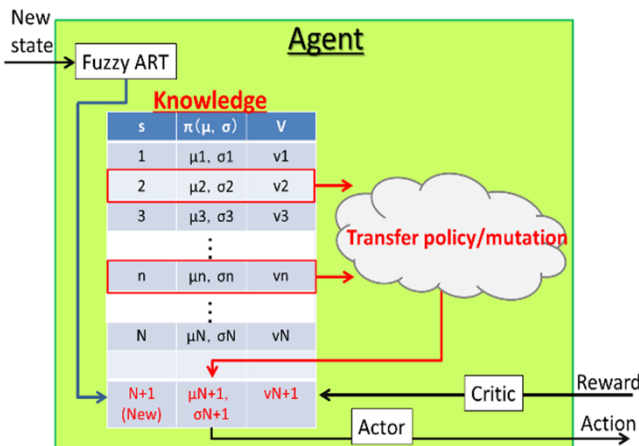 New
state
Agent
Fuzzy ART
Knowledge
s π(μ, σ) V
1 μ1, σ1 v1
2 μ2, σ2 v2
3 μ3, σ3 v3
⋮
Transfer policy/mutation
n μn, σn vn
⋮
N μN, σN vN
N+1 μN+1, vN+1
(New) σN+1
Critic
Reward
Actor
Action